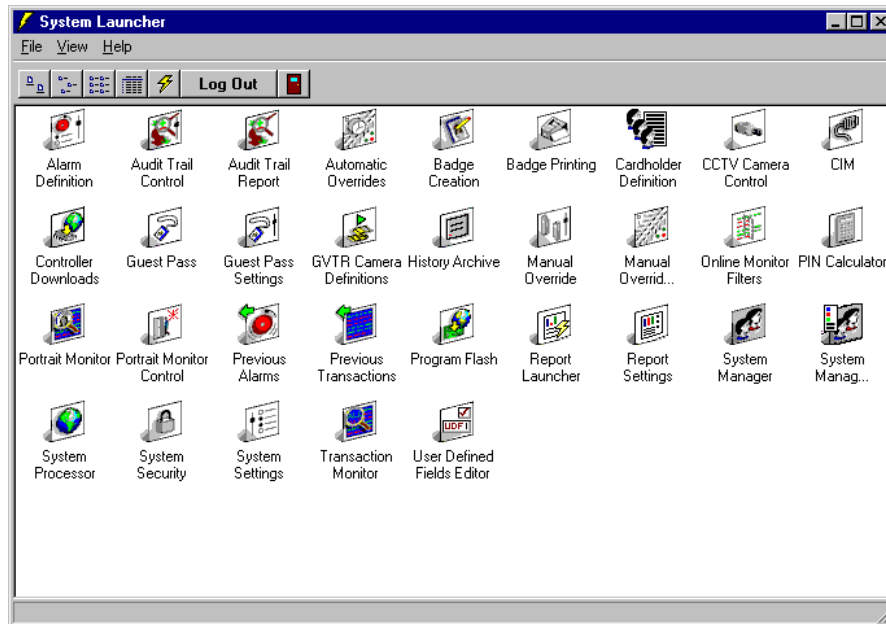 System Launcher
File View Help
Log Out
Alarm Definition
Audit Trail Control
Audit Trail Report
Automatic Overrides
Badge Creation
Badge Printing
Cardholder Definition
CCTV Camera Control
CIM
Controller Downloads
Guest Pass
Guest Pass Settings
GVTR Camera Definitions
History Archive
Manual Override
Manual Overrid...
Online Monitor Filters
PIN Calculator
Portrait Monitor
Portrait Monitor Control
Previous Alarms
Previous Transactions
Program Flash
Report Launcher
Report Settings
System Manager
System Manag...
System Processor
System Security
System Settings
Transaction Monitor
UDF
User Defined Fields Editor